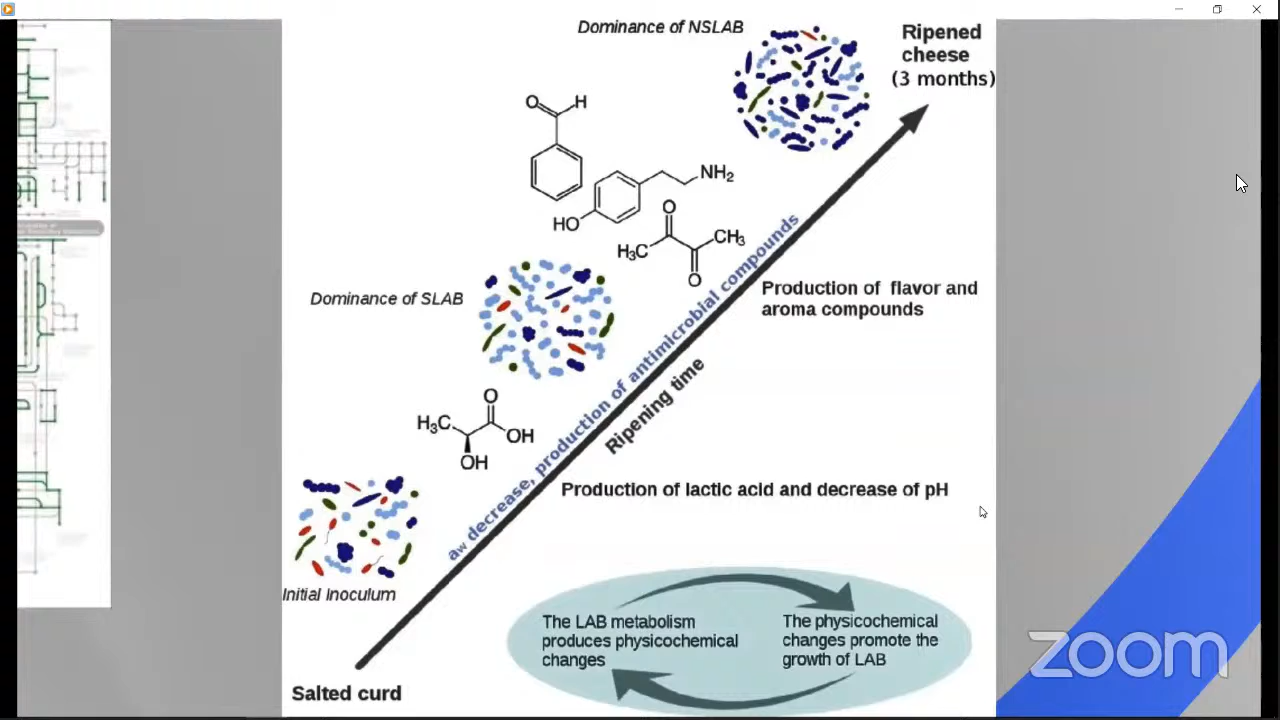 Dominance of NSLAB
Ripened
cheese
(3 months)
O
H
NH2
HO
O
H3C
CH3
O
Dominance of SLAB
Production of flavor and
aroma compounds
aw decrease, production of antimicrobial compounds
Ripening time
O
H3C
OH
OH
Production of lactic acid and decrease of pH
Initial Inoculum
The LAB metabolism
produces physicochemical
changes
The physicochemical
changes promote the
growth of LAB
Salted curd
zoom